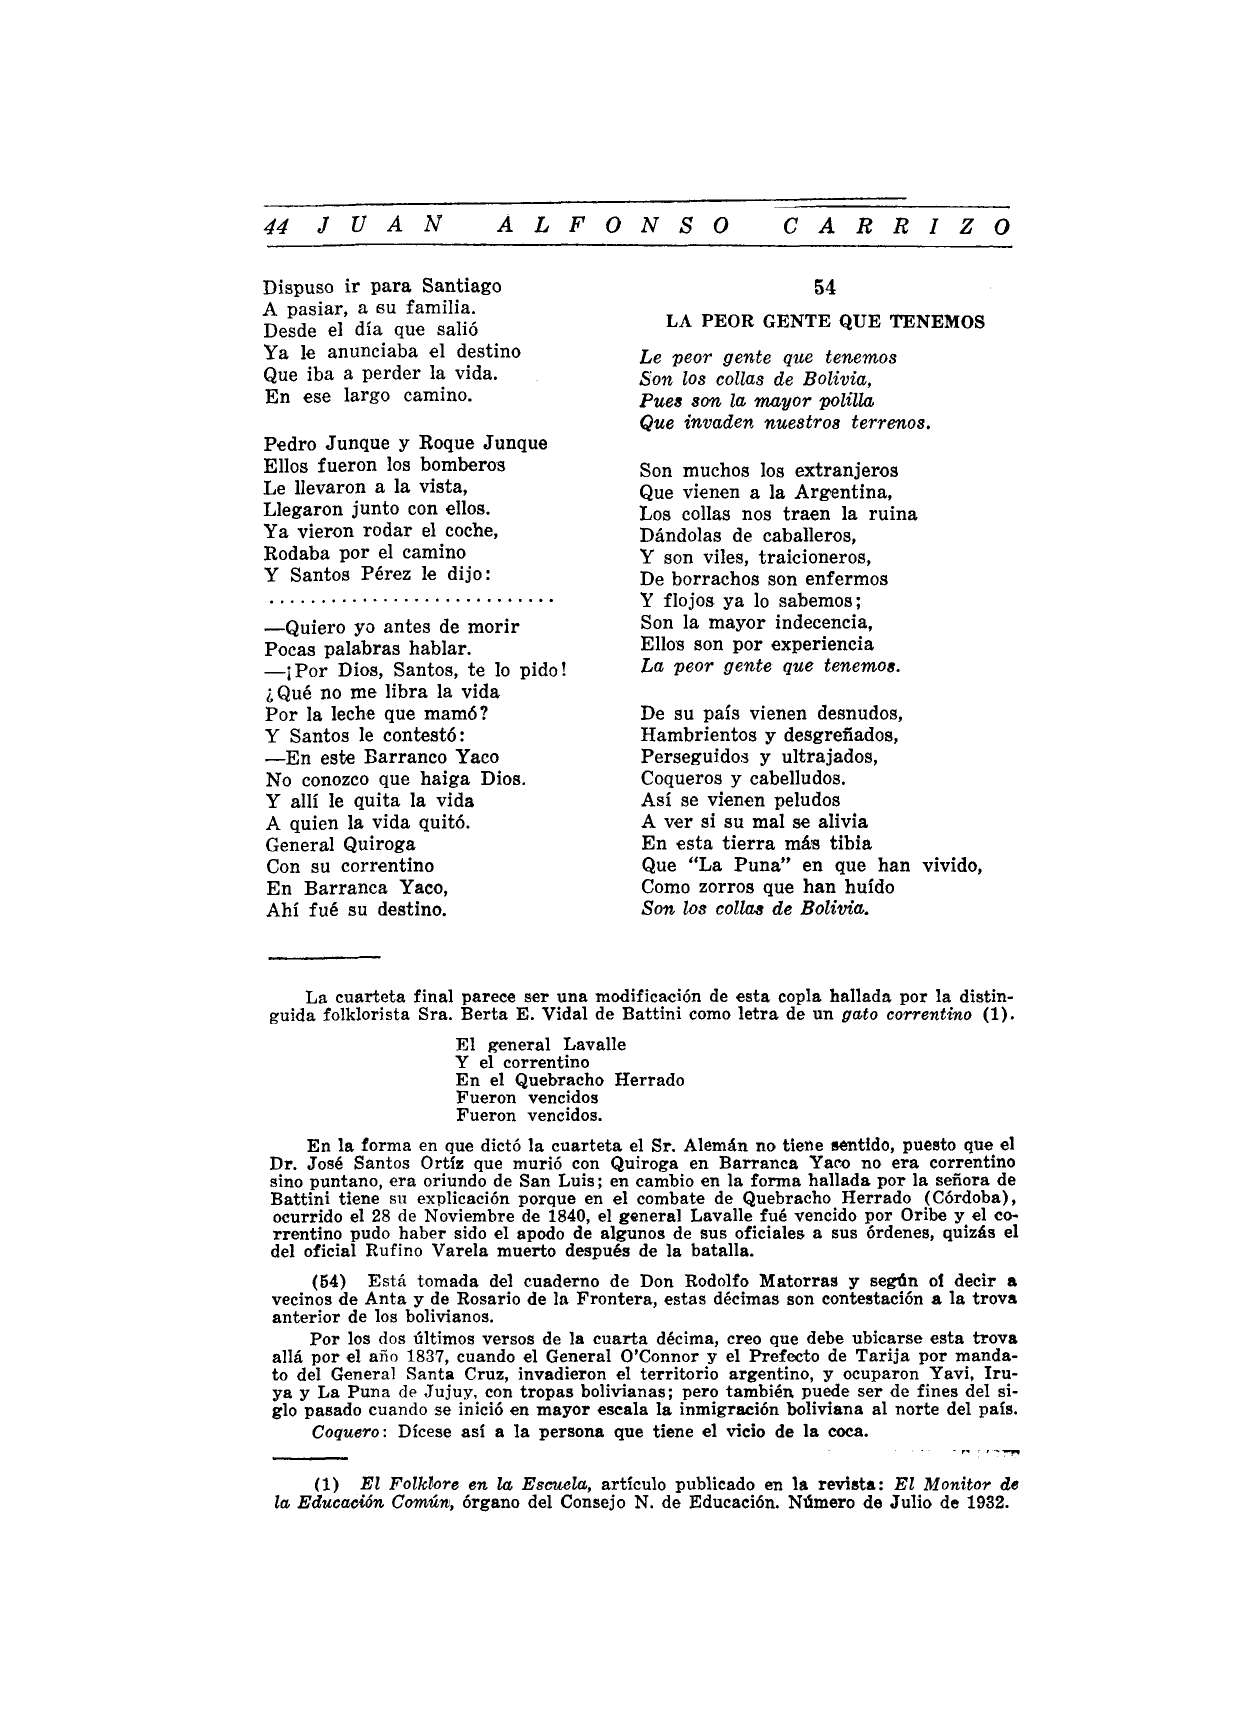 44 JUAN ALFONSO CARRIZO
Dispuso ir para Santiago
A pasiar, a su familia.
Desde el día que salió
Ya le anunciaba el destino
Que iba a perder la vida.
En ese largo camino.
Pedro Junque y Roque Junque
Ellos fueron los bomberos
Le llevaron a la vista,
Llegaron junto con ellos.
Ya vieron rodar el coche,
Rodaba por el camino
Y Santos Pérez le dijo:
............................
—Quiero yo antes de morir
Pocas palabras hablar.
—¡Por Dios, Santos, te lo pido!
¿Qué no me libra la vida
Por la leche que mamó?
Y Santos le contestó:
—En este Barranco Yaco
No conozco que haiga Dios.
Y allí le quita la vida
A quien la vida quitó.
General Quiroga
Con su correntino
En Barranca Yaco,
Ahí fué su destino.
54
LA PEOR GENTE QUE TENEMOS
Le peor gente que tenemos
Son los collas de Bolivia,
Pues son la mayor polilla
Que invaden nuestros terrenos.
Son muchos los extranjeros
Que vienen a la Argentina,
Los collas nos traen la ruina
Dándolas de caballeros,
Y son viles, traicioneros,
De borrachos son enfermos
Y flojos ya lo sabemos;
Son la mayor indecencia,
Ellos son por experiencia
La peor gente que tenemos.
De su país vienen desnudos,
Hambrientos y desgreñados,
Perseguidos y ultrajados,
Coqueros y cabelludos.
Así se vienen peludos
A ver si su mal se alivia
En esta tierra más tibia
Que "La Puna" en que han vivido,
Como zorros que han huído
Son los collas de Bolivia.
La cuarteta final parece ser una modificación de esta copla hallada por la distin-
guida folklorista Sra. Berta E. Vidal de Battini como letra de un gato correntino (1).
El general Lavalle
Y el correntino
En el Quebracho Herrado
Fueron vencidos
Fueron vencidos.
En la forma en que dictó la cuarteta el Sr. Alemán no tiene sentido, puesto que el
Dr. José Santos Ortíz que murió con Quiroga en Barranca Yaco no era correntino
sino puntano, era oriundo de San Luis; en cambio en la forma hallada por la señora de
Battini tiene su explicación porque en el combate de Quebracho Herrado (Córdoba),
ocurrido el 28 de Noviembre de 1840, el general Lavalle fué vencido por Oribe y el co-
rrentino pudo haber sido el apodo de algunos de sus oficiales a sus órdenes, quizás el
del oficial Rufino Varela muerto después de la batalla.
(54) Está tomada del cuaderno de Don Rodolfo Matorras y según oí decir a
vecinos de Anta y de Rosario de la Frontera, estas décimas son contestación a la trova
anterior de los bolivianos.
Por los dos últimos versos de la cuarta décima, creo que debe ubicarse esta trova
allá por el año 1837, cuando el General O'Connor y el Prefecto de Tarija por manda-
to del General Santa Cruz, invadieron el territorio argentino, y ocuparon Yavi, Iru-
ya y La Puna de Jujuy, con tropas bolivianas; pero también puede ser de fines del si-
glo pasado cuando se inició en mayor escala la inmigración boliviana al norte del país.
Coquero: Dícese así a la persona que tiene el vicio de la coca.
(1) El Folklore en la Escuela, artículo publicado en la revista: El Monitor de
la Educación Común, órgano del Consejo N. de Educación. Número de Julio de 1932.